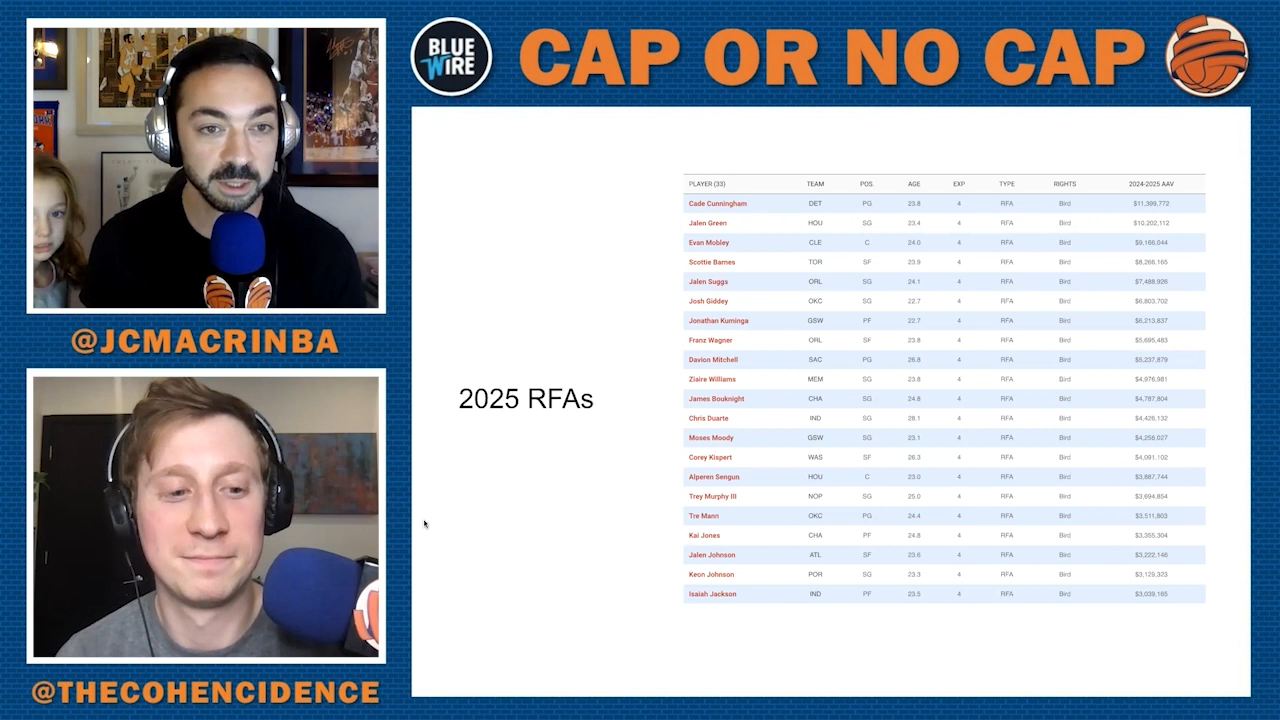 BLUE
WIRE
CAP OR NO CAP
@JCMACRINBA
@THECOHENCIDENCE
2025 RFAs
PLAYER (33) TEAM POS. AGE EXP TYPE RIGHTS 2024-2025 AAV
Cade Cunningham DET PG 23.8 4 RFA Bird $11,399,772
Jalen Green HOU SG 23.4 4 RFA Bird $10,202,112
Evan Mobley CLE C 24.0 4 RFA Bird $9,166,044
Scottie Barnes TOR SF 23.9 4 RFA Bird $8,266,165
Jalen Suggs ORL SG 24.1 4 RFA Bird $7,488,926
Josh Giddey OKC SG 22.7 4 RFA Bird $6,803,702
Jonathan Kuminga GSW PF 22.7 4 RFA Bird $6,213,837
Franz Wagner ORL SF 23.8 4 RFA Bird $5,695,483
Davion Mitchell SAC PG 26.8 4 RFA Bird $5,237,879
Ziaire Williams MEM SG 23.8 4 RFA Bird $4,976,981
James Bouknight CHA SG 24.8 4 RFA Bird $4,787,804
Chris Duarte IND SG 28.1 4 RFA Bird $4,426,132
Moses Moody GSW SG 23.1 4 RFA Bird $4,256,027
Corey Kispert WAS SF 26.3 4 RFA Bird $4,091,102
Alperen Sengun HOU C 23.0 4 RFA Bird $3,887,744
Trey Murphy III NOP SG 25.0 4 RFA Bird $3,694,854
Tre Mann OKC PG 24.4 4 RFA Bird $3,511,803
Kai Jones CHA PF 24.8 4 RFA Bird $3,355,304
Jalen Johnson ATL SF 23.6 4 RFA Bird $3,222,146
Keon Johnson POR SG 23.3 4 RFA Bird $3,129,323
Isaiah Jackson IND PF 23.5 4 RFA Bird $3,039,165